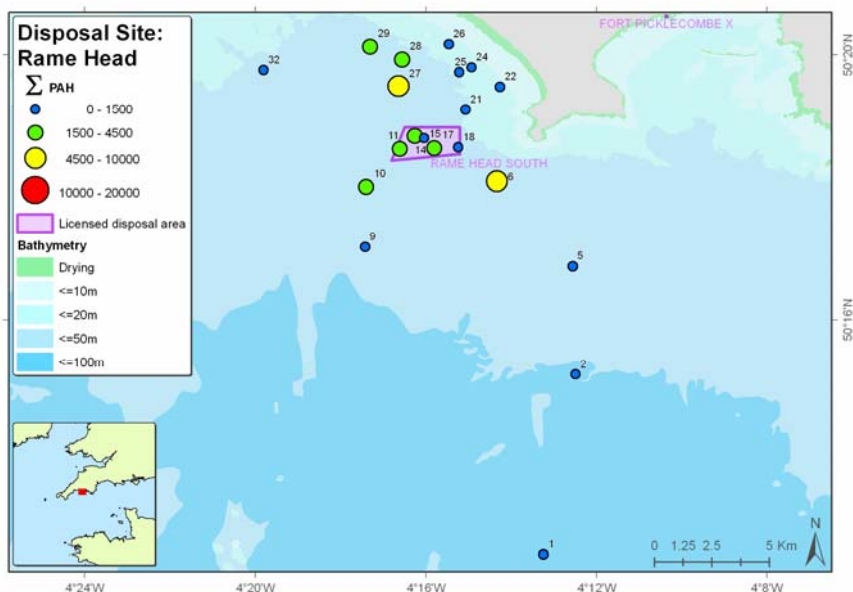 Disposal Site:
Rame Head
Σ PAH
0 - 1500
1500 - 4500
4500 - 10000
10000 - 20000
Licensed disposal area
Bathymetry
Drying
<=10m
<=20m
<=50m
<=100m
FORT PICKLECOMBE X
29
26
28
32
25
24
27
22
21
11
15
17
18
14
RAME HEAD SOUTH
10
6
9
5
2
1
50°20'N
50°16'N
N
0 1.25 2.5 5 Km
4°24'W
4°20'W
4°16'W
4°12'W
4°8'W